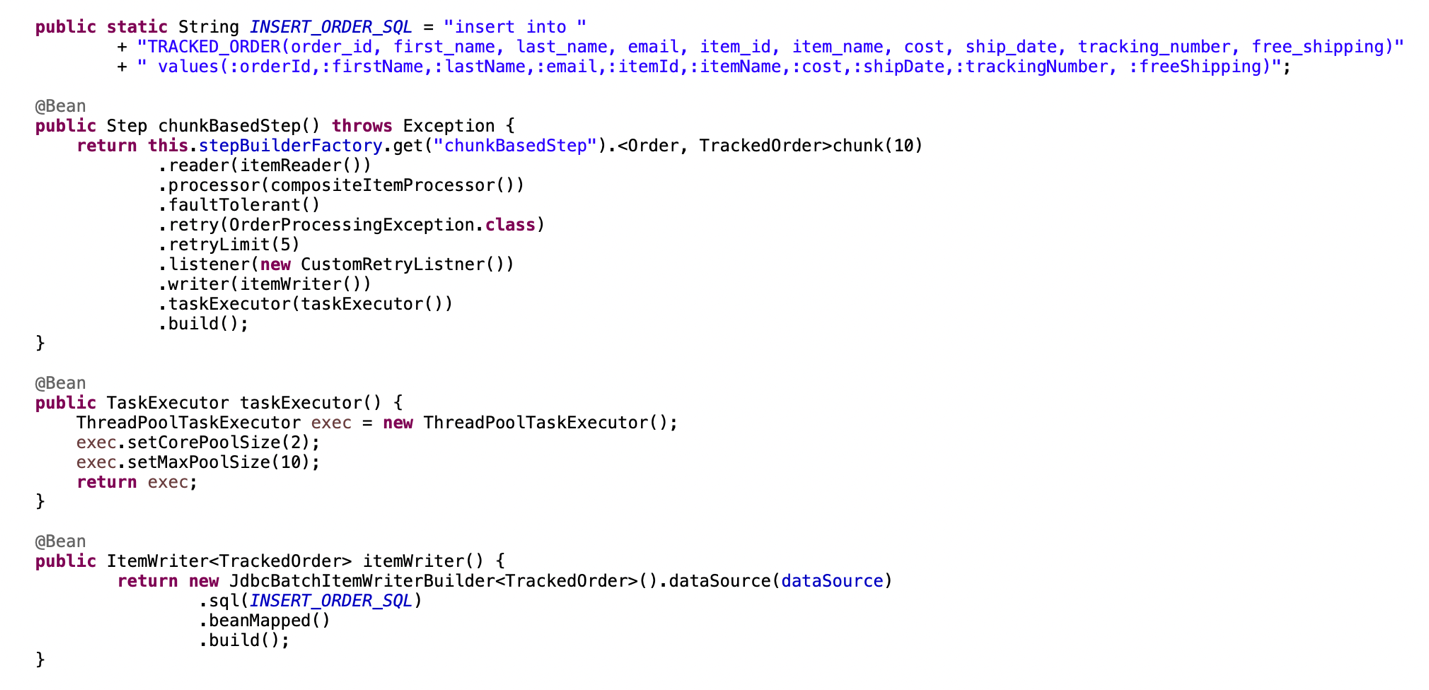 public static String INSERT_ORDER_SQL = "insert into "
        + "TRACKED_ORDER(order_id, first_name, last_name, email, item_id, item_name, cost, ship_date, tracking_number, free_shipping)"
        + " values(:orderId,:firstName,:lastName,:email,:itemId,:itemName,:cost,:shipDate,:trackingNumber, :freeShipping)";

@Bean
public Step chunkBasedStep() throws Exception {
    return this.stepBuilderFactory.get("chunkBasedStep").<Order, TrackedOrder>chunk(10)
            .reader(itemReader())
            .processor(compositeItemProcessor())
            .faultTolerant()
            .retry(OrderProcessingException.class)
            .retryLimit(5)
            .listener(new CustomRetryListner())
            .writer(itemWriter())
            .taskExecutor(taskExecutor())
            .build();
}

@Bean
public TaskExecutor taskExecutor() {
    ThreadPoolTaskExecutor exec = new ThreadPoolTaskExecutor();
    exec.setCorePoolSize(2);
    exec.setMaxPoolSize(10);
    return exec;
}

@Bean
public ItemWriter<TrackedOrder> itemWriter() {
        return new JdbcBatchItemWriterBuilder<TrackedOrder>().dataSource(dataSource)
                .sql(INSERT_ORDER_SQL)
                .beanMapped()
                .build();
}